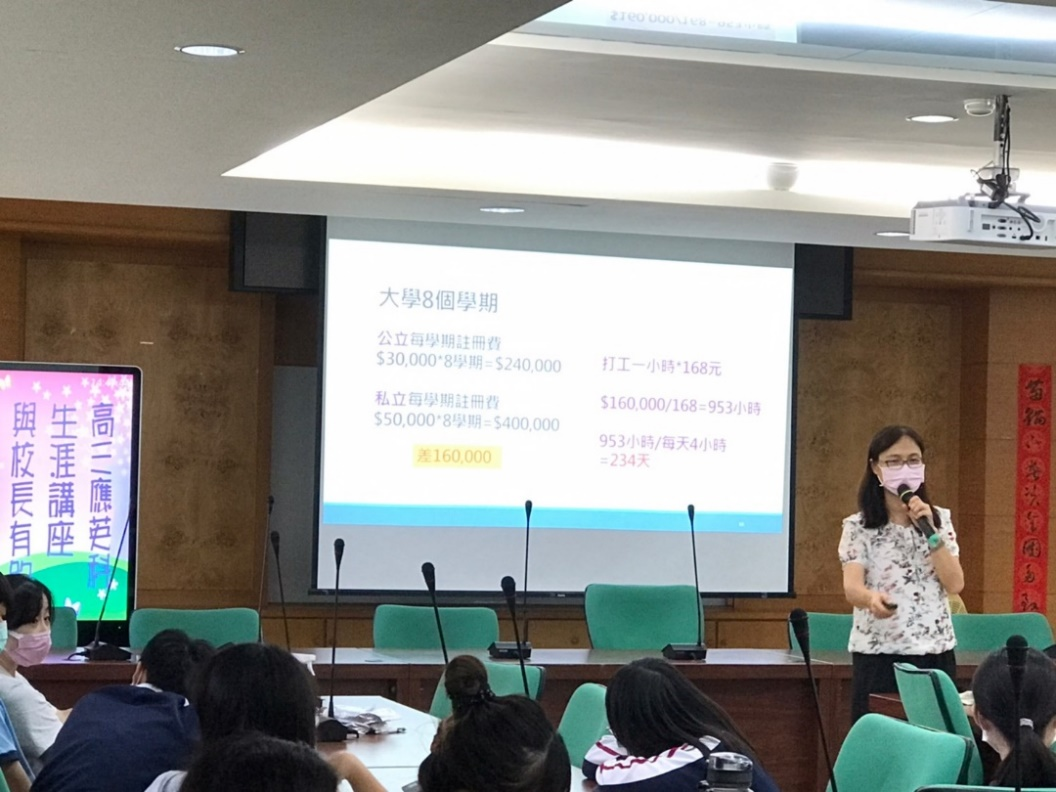 大學8個學期
公立每學期註冊費
$30,000*8學期=$240,000
私立每學期註冊費
$50,000*8學期=$400,000
差160,000
打工一小時*168元
$160,000/168=953小時
953小時/每天4小時
=234天
高三應英科
生涯講座
與校長有約